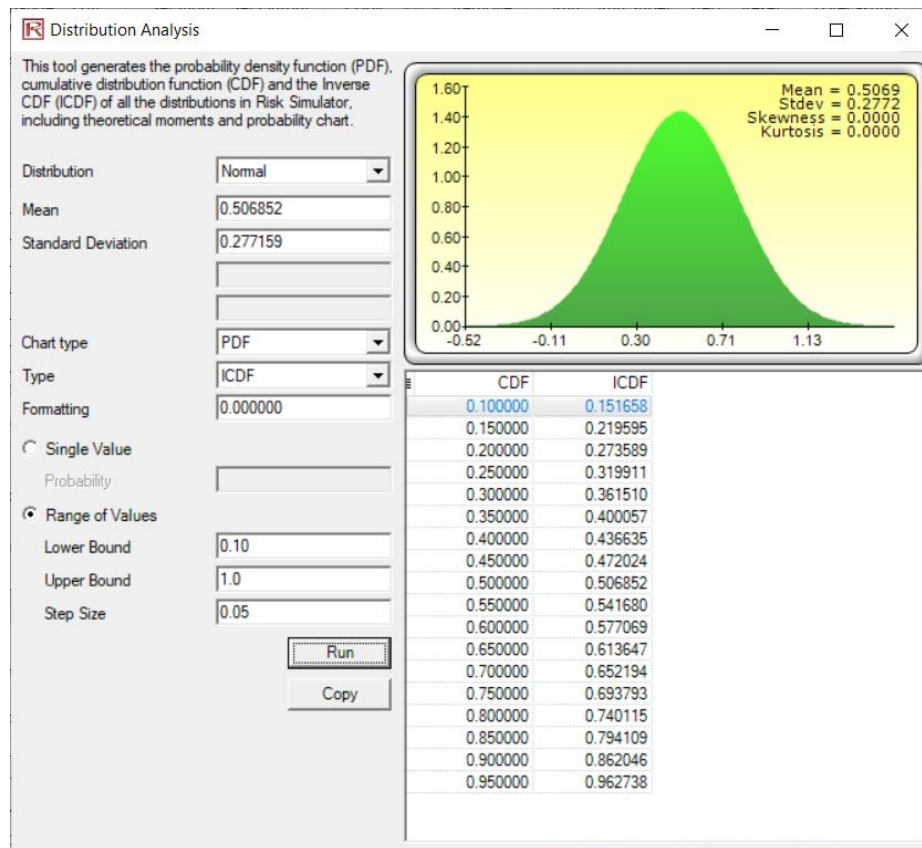 Distribution Analysis
This tool generates the probability density function (PDF),
cumulative distribution function (CDF) and the Inverse
CDF (ICDF) of all the distributions in Risk Simulator,
including theoretical moments and probability chart.
Distribution Normal
Mean 0.506852
Standard Deviation 0.277159
Chart type PDF
Type ICDF
Formatting 0.000000
Single Value
Probability
Range of Values
Lower Bound 0.10
Upper Bound 1.0
Step Size 0.05
Run
Copy
Mean = 0.5069
Stdev = 0.2772
Skewness = 0.0000
Kurtosis = 0.0000
1.60
1.40
1.20
1.00
0.80
0.60
0.40
0.20
0.00
-0.52 -0.11 0.30 0.71 1.13
CDF ICDF
0.100000 0.151658
0.150000 0.219595
0.200000 0.273589
0.250000 0.319911
0.300000 0.361510
0.350000 0.400057
0.400000 0.436635
0.450000 0.472024
0.500000 0.506852
0.550000 0.541680
0.600000 0.577069
0.650000 0.613647
0.700000 0.652194
0.750000 0.693793
0.800000 0.740115
0.850000 0.794109
0.900000 0.862046
0.950000 0.962738